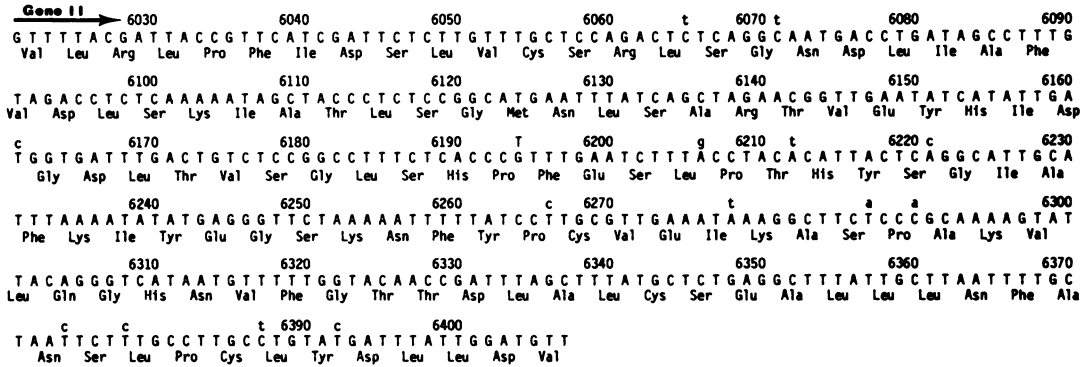 Gene II
6030 6040 6050 6060 t 6070 t 6080 6090
G T T T T A C G A T T A C C G T T C A T C G A T T C T C T T G T T T G C T C C A G A C T C T C A G G C A A T G A C C T G A T A G C C T T T G
Val Leu Arg Leu Pro Phe Ile Asp Ser Leu Val Cys Ser Arg Leu Ser Gly Asn Asp Leu Ile Ala Phe
6100 6110 6120 6130 6140 6150 6160
T A G A C C T C T C A A A A A T A G C T A C C C T C T C C G G C A T G A A T T T A T C A G C T A G A A C G G T T G A A T A T C A T A T T G A
Val Asp Leu Ser Lys Ile Ala Thr Leu Ser Gly Met Asn Leu Ser Ala Arg Thr Val Glu Tyr His Ile Asp
c 6170 6180 6190 T 6200 g 6210 t 6220 c 6230
T G G T G A T T T G A C T G T C T C C G G C C T T T C T C A C C C G T T T G A A T C T T T A C C T A C A C A T T A C T C A G G C A T T G C A
Gly Asp Leu Thr Val Ser Gly Leu Ser His Pro Phe Glu Ser Leu Pro Thr His Tyr Ser Gly Ile Ala
6240 6250 6260 c 6270 t a a 6300
T T T A A A A T A T A T G A G G G T T C T A A A A A T T T T T A T C C T T G C G T T G A A A T A A A G G C T T C T C C C G C A A A A G T A T
Phe Lys Ile Tyr Glu Gly Ser Lys Asn Phe Tyr Pro Cys Val Glu Ile Lys Ala Ser Pro Ala Lys Val
6310 6320 6330 6340 6350 6360 6370
T A C A G G G T C A T A A T G T T T T T G G T A C A A C C G A T T T A G C T T T A T G C T C T G A G G C T T T A T T G C T T A A T T T T G C
Leu Gln Gly His Asn Val Phe Gly Thr Thr Asp Leu Ala Leu Cys Ser Glu Ala Leu Leu Leu Asn Phe Ala
c c t 6390 c 6400
T A A T T C T T T G C C T T G C C T G T A T G A T T T A T T G G A T G T T
Asn Ser Leu Pro Cys Leu Tyr Asp Leu Leu Asp Val